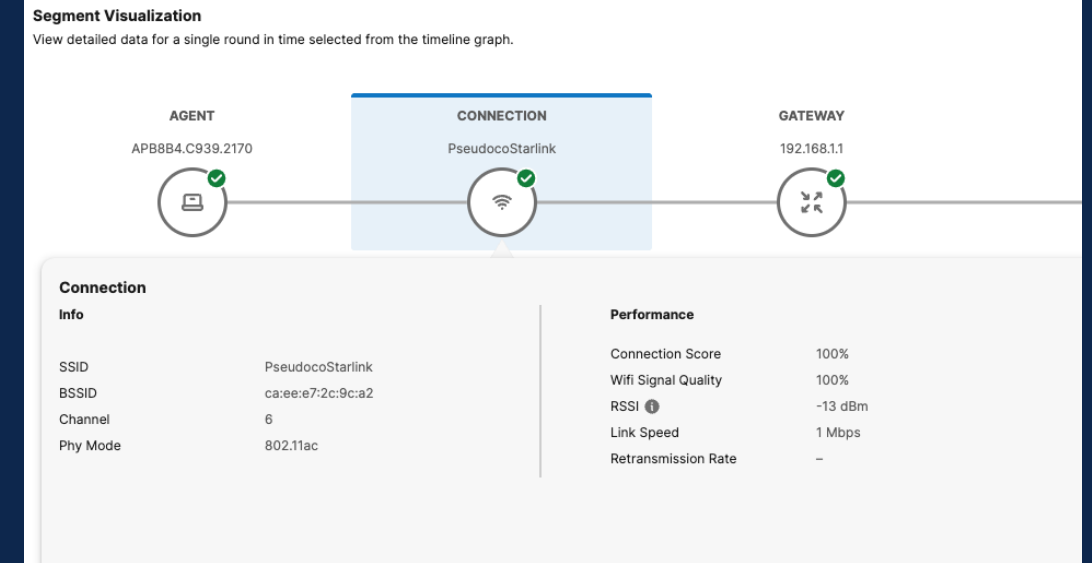 Segment Visualization
View detailed data for a single round in time selected from the timeline graph.
AGENT
APB8B4.C939.2170
CONNECTION
PseudocoStarlink
GATEWAY
192.168.1.1
Connection
Info
SSID PseudocoStarlink
BSSID ca:ee:e7:2c:9c:a2
Channel 6
Phy Mode 802.11ac
Performance
Connection Score 100%
Wifi Signal Quality 100%
RSSI -13 dBm
Link Speed 1 Mbps
Retransmission Rate –